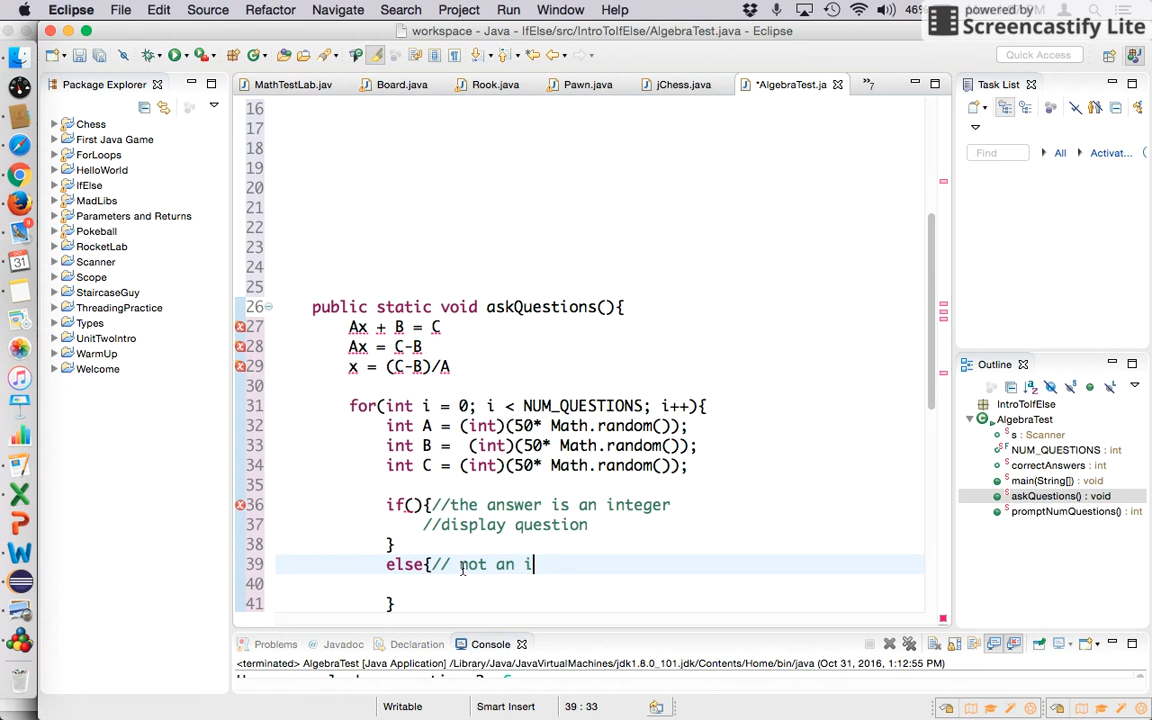 Eclipse File Edit Source Refactor Navigate Search Project Run Window Help 46%
powered by
Screencastify Lite
workspace - Java - IfElse/src/IntroToIfElse/AlgebraTest.java - Eclipse
Quick Access
Package Explorer
MathTestLab.jav Board.java Rook.java Pawn.java jChess.java *AlgebraTest.ja 7
Task List
Find All Activat...
Chess
First Java Game
ForLoops
HelloWorld
IfElse
MadLibs
Parameters and Returns
Pokeball
RocketLab
Scanner
Scope
StaircaseGuy
ThreadingPractice
Types
UnitTwoIntro
WarmUp
Welcome
16
17
18
19
20
21
22
23
24
25
26 public static void askQuestions(){
27 Ax + B = C
28 Ax = C-B
29 x = (C-B)/A
30
31 for(int i = 0; i < NUM_QUESTIONS; i++){
32 int A = (int)(50* Math.random());
33 int B =  (int)(50* Math.random());
34 int C = (int)(50* Math.random());
35
36 if(){//the answer is an integer
37 //display question
38 }
39 else{// not an i
40
41 }
Outline
IntroToIfElse
AlgebraTest
s : Scanner
NUM_QUESTIONS : int
correctAnswers : int
main(String[]) : void
askQuestions() : void
promptNumQuestions() : int
Problems Javadoc Declaration Console
<terminated> AlgebraTest [Java Application] /Library/Java/JavaVirtualMachines/jdk1.8.0_101.jdk/Contents/Home/bin/java (Oct 31, 2016, 1:12:55 PM)
Writable Smart Insert 39 : 33